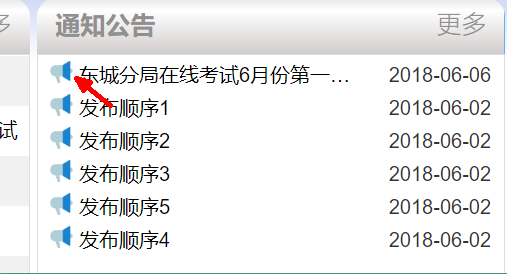 多
通知公告 更多
东城分局在线考试6月份第一… 2018-06-06
发布顺序1 2018-06-02
试
发布顺序2 2018-06-02
发布顺序3 2018-06-02
发布顺序5 2018-06-02
发布顺序4 2018-06-02